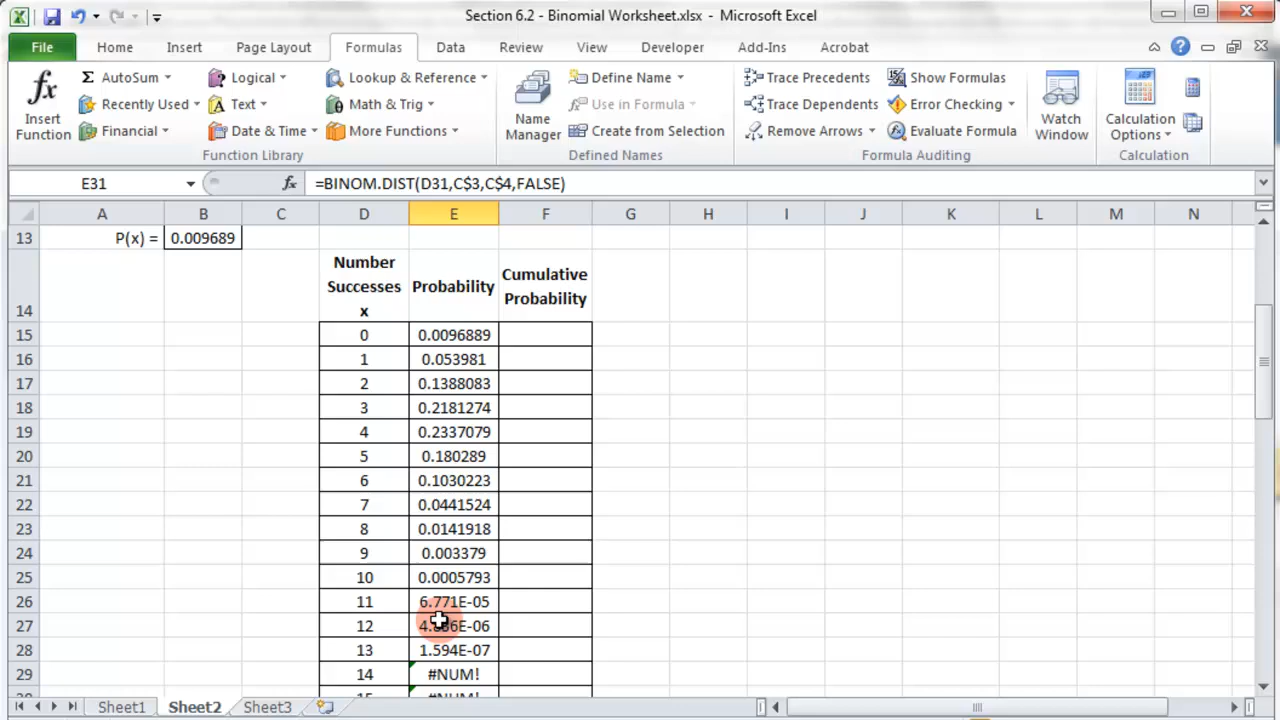 Section 6.2 - Binomial Worksheet.xlsx - Microsoft Excel
File Home Insert Page Layout Formulas Data Review View Developer Add-Ins Acrobat
fx Insert Function
Σ AutoSum
Recently Used
Financial
Logical
Text
Date & Time
Lookup & Reference
Math & Trig
More Functions
Function Library
Name Manager
Define Name
Use in Formula
Create from Selection
Defined Names
Trace Precedents
Trace Dependents
Remove Arrows
Show Formulas
Error Checking
Evaluate Formula
Formula Auditing
Watch Window
Calculation Options
Calculation
E31 fx =BINOM.DIST(D31,C$3,C$4,FALSE)
A B C D E F G H I J K L M N
13 P(x) = 0.009689
14 Number Successes x Probability Cumulative Probability
15 0 0.0096889
16 1 0.053981
17 2 0.1388083
18 3 0.2181274
19 4 0.2337079
20 5 0.180289
21 6 0.1030223
22 7 0.0441524
23 8 0.0141918
24 9 0.003379
25 10 0.0005793
26 11 6.771E-05
27 12
28 13 1.594E-07
29 14 #NUM!
15 #NUM!
Sheet1 Sheet2 Sheet3